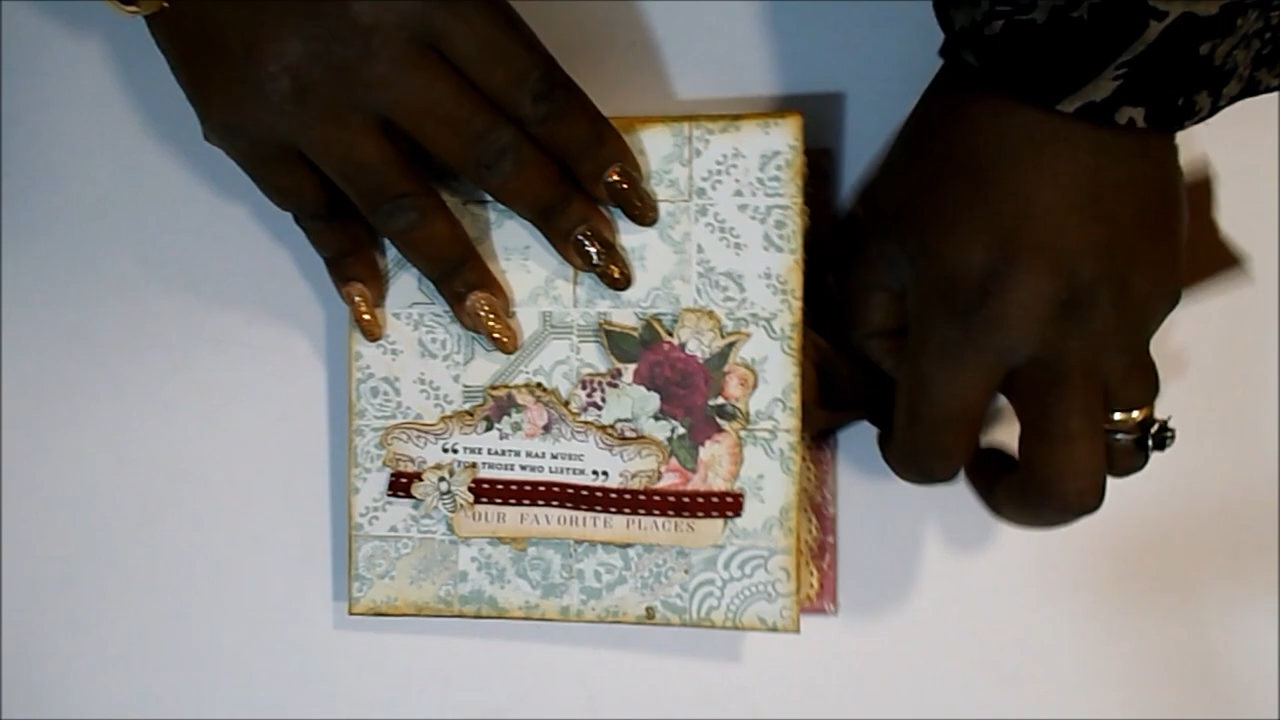 “THE EARTH HAS MUSIC
FOR THOSE WHO LISTEN.”
OUR FAVORITE PLACES